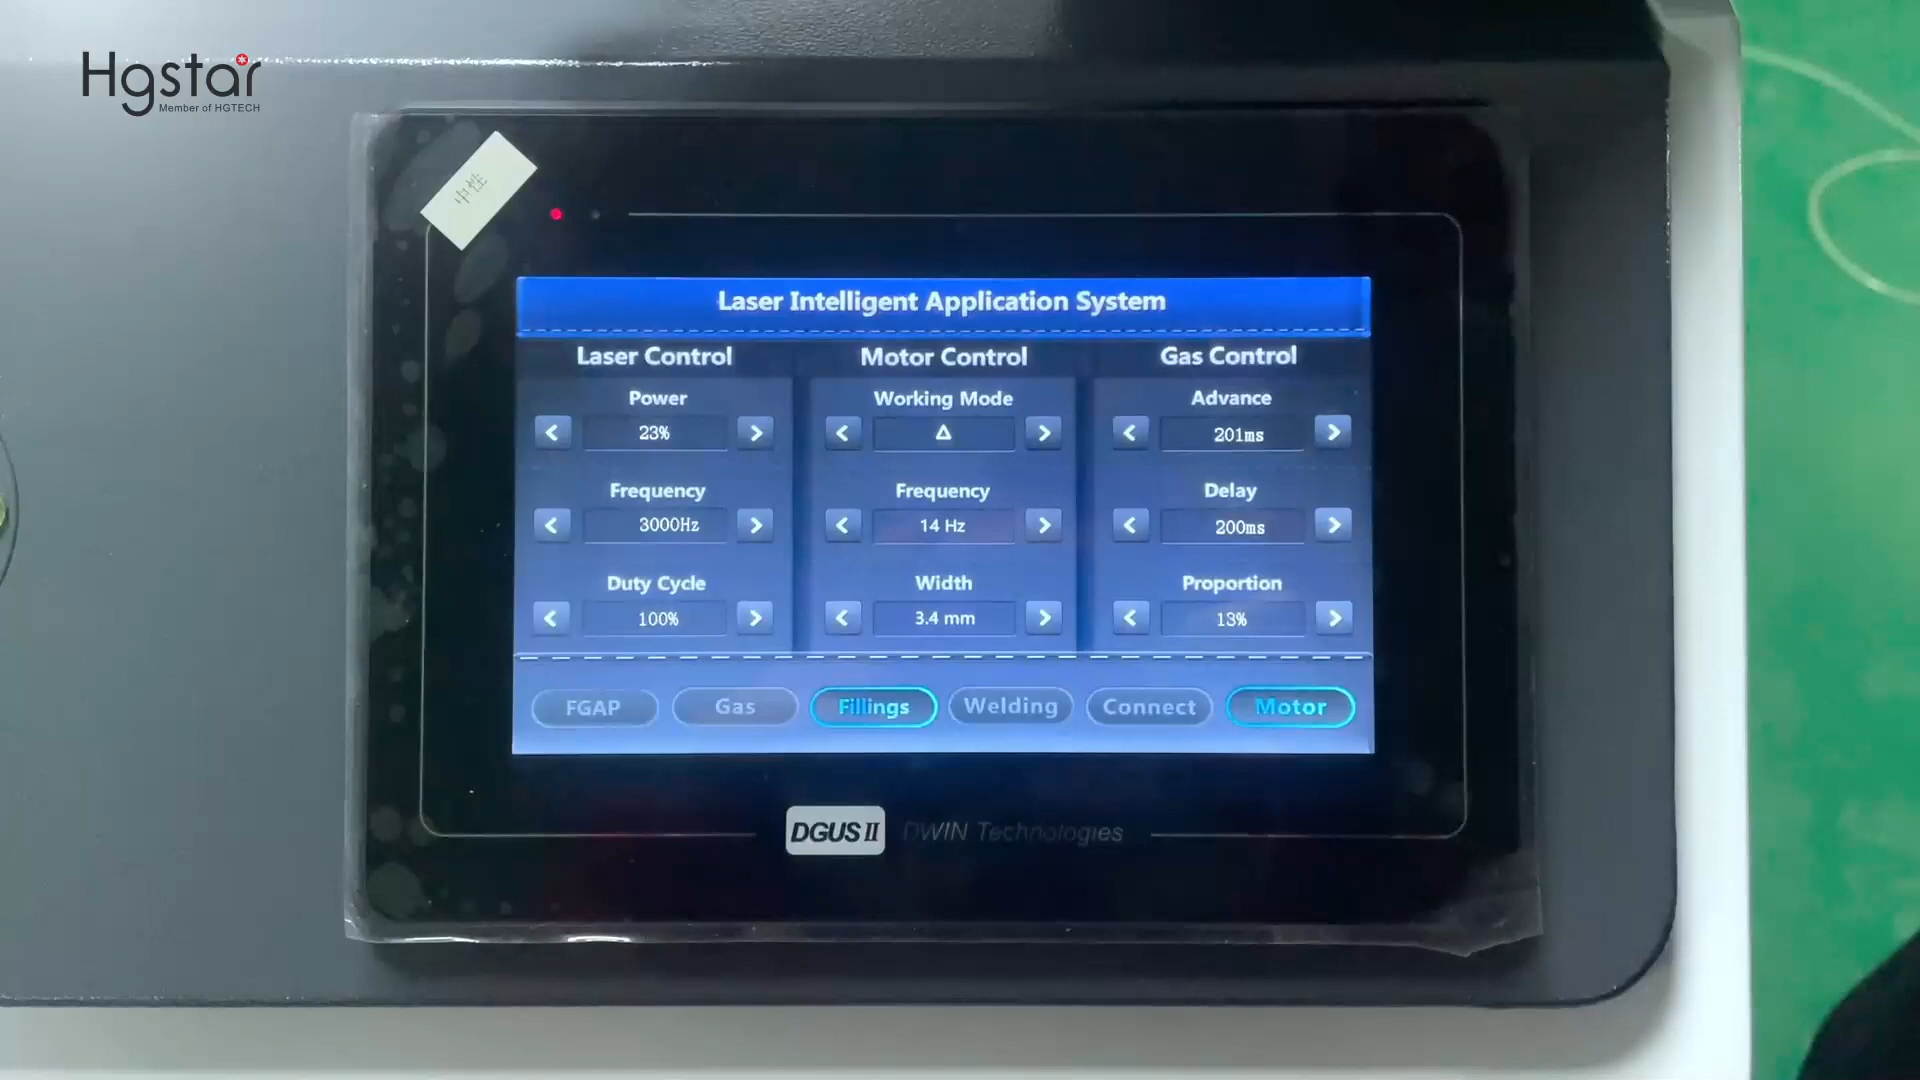 Hgstar
Member of HGTECH
中性
Laser Intelligent Application System
Laser Control
Motor Control
Gas Control
Power
Working Mode
Advance
< 23% >
< Δ >
< 201ms >
Frequency
Frequency
Delay
< 3000Hz >
< 14 Hz >
< 200ms >
Duty Cycle
Width
Proportion
< 100% >
< 3.4 mm >
< 13% >
FGAP
Gas
Fillings
Welding
Connect
Motor
DGUS II
DWIN Technologies